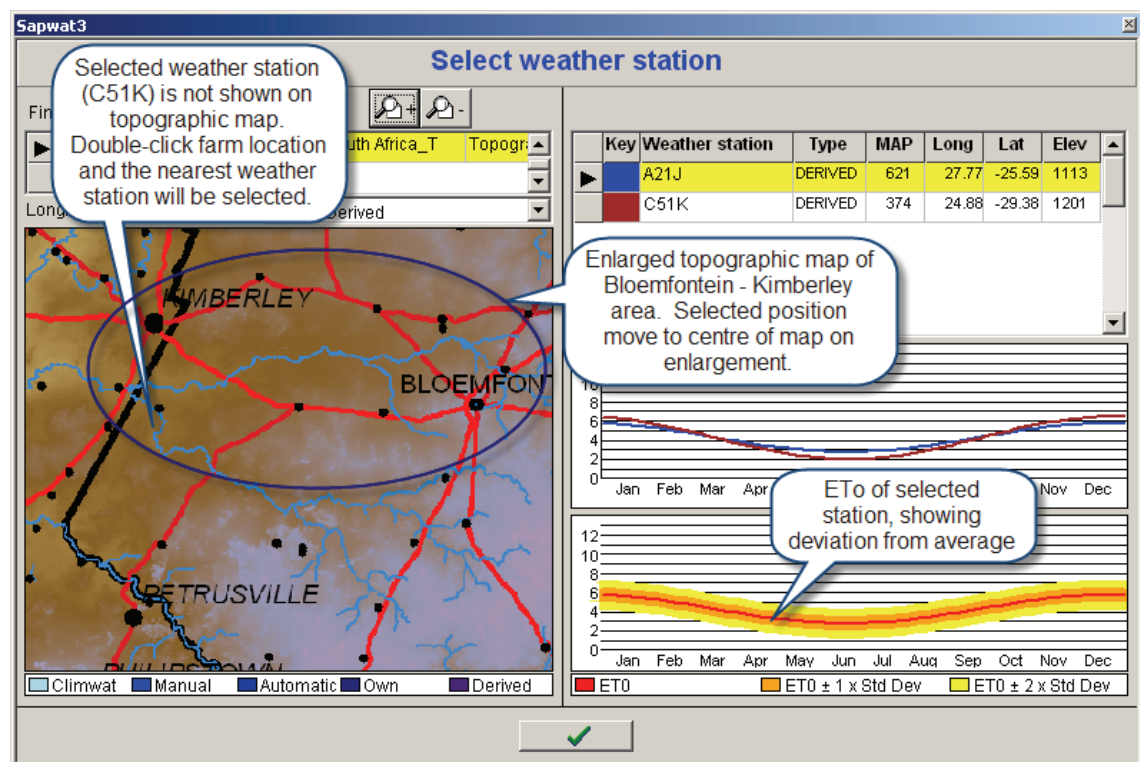 Sapwat3
Select weather station
Selected weather station
(C51K) is not shown on
topographic map.
Double-click farm location
and the nearest weather
station will be selected.
Key Weather station Type MAP Long Lat Elev
A21J DERIVED 621 27.77 -25.59 1113
C51K DERIVED 374 24.88 -29.38 1201
KIMBERLEY
BLOEMFONT
PETRUSVILLE
Enlarged topographic map of
Bloemfontein - Kimberley
area. Selected position
move to centre of map on
enlargement.
10
8
6
4
2
0
Jan Feb Mar Apr Nov Dec
ETo of selected
station, showing
deviation from average
12
10
8
6
4
2
0
Jan Feb Mar Apr May Jun Jul Aug Sep Oct Nov Dec
Climwat Manual Automatic Own Derived
ET0 ET0 ± 1 x Std Dev ET0 ± 2 x Std Dev